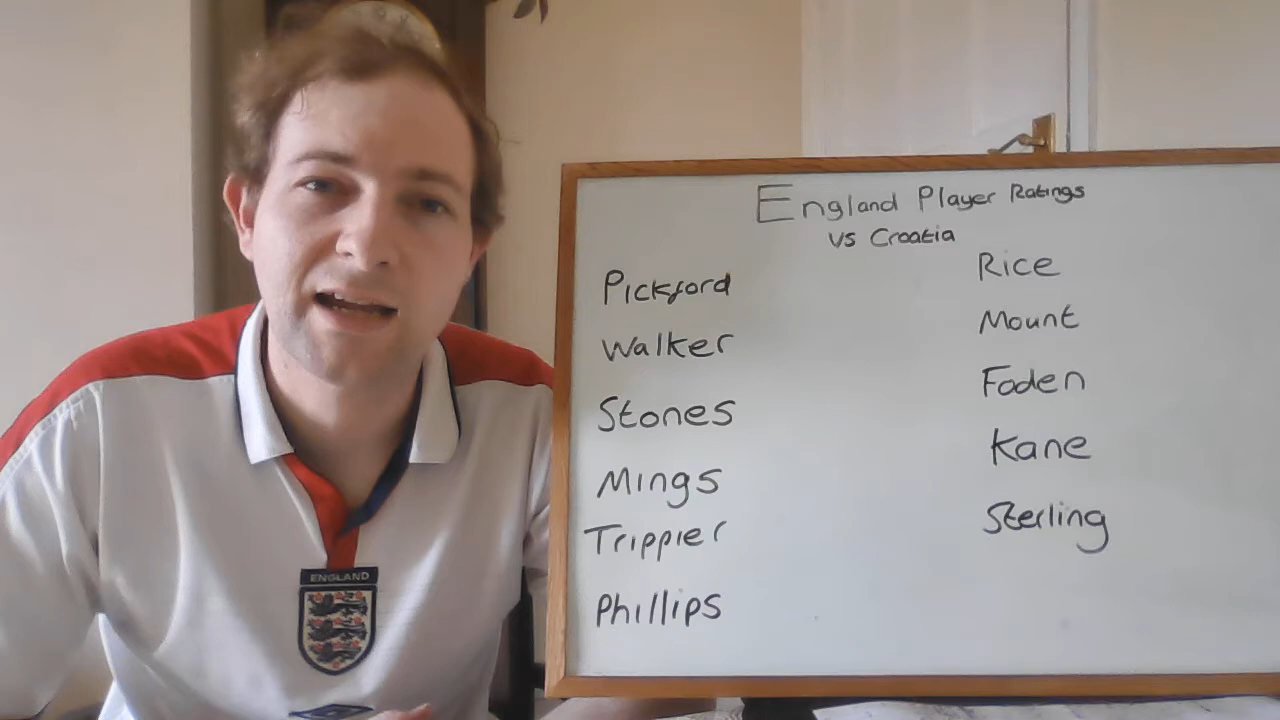 England Player Ratings
vs Croatia
Pickford
Walker
Stones
Mings
Trippier
Phillips
Rice
Mount
Foden
Kane
Sterling
ENGLAND